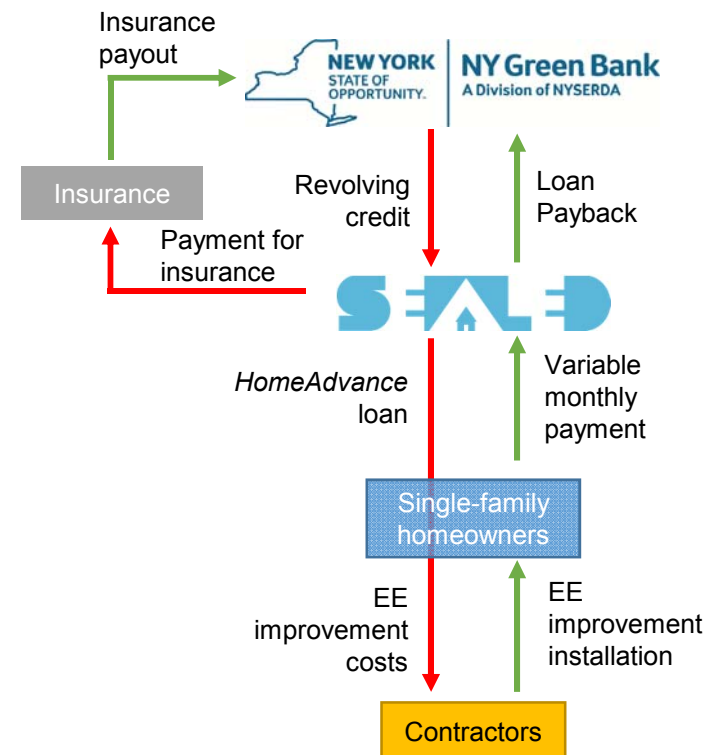 Insurance
payout
NEW YORK
STATE OF
OPPORTUNITY.
NY Green Bank
A Division of NYSERDA
Insurance
Revolving
credit
Loan
Payback
Payment for
insurance
SEALED
HomeAdvance
loan
Variable
monthly
payment
Single-family
homeowners
EE
improvement
costs
EE
improvement
installation
Contractors